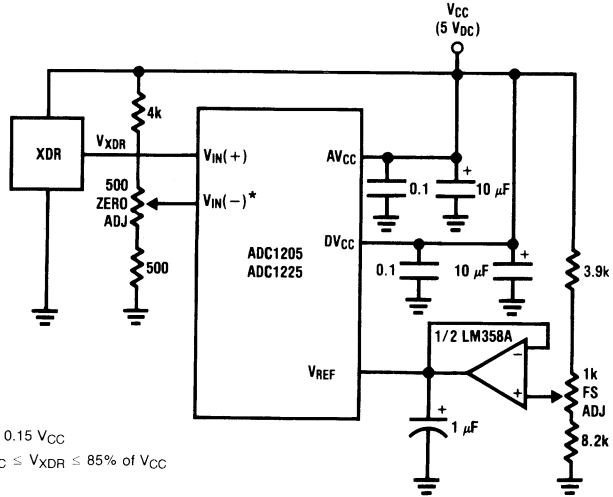 VCC
(5 VDC)
4k
XDR
VXDR
VIN(+)
AVCC
500
ZERO
ADJ
VIN(−)*
0.1
10 µF
+
DVCC
ADC1205
ADC1225
500
0.1
10 µF
+
3.9k
1/2 LM358A
−
VREF
+
1k
FS
ADJ
+
1 µF
8.2k
0.15 VCC
C ≤ VXDR ≤ 85% of VCC